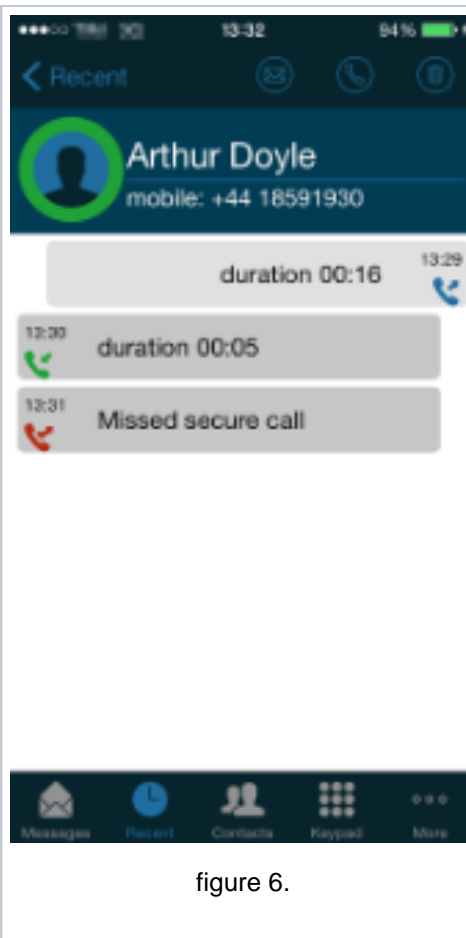 13:32 94%
Recent
Arthur Doyle
mobile: +44 18591930
13:29
duration 00:16
13:30
duration 00:05
13:31
Missed secure call
Messages Recent Contacts Keypad More
figure 6.